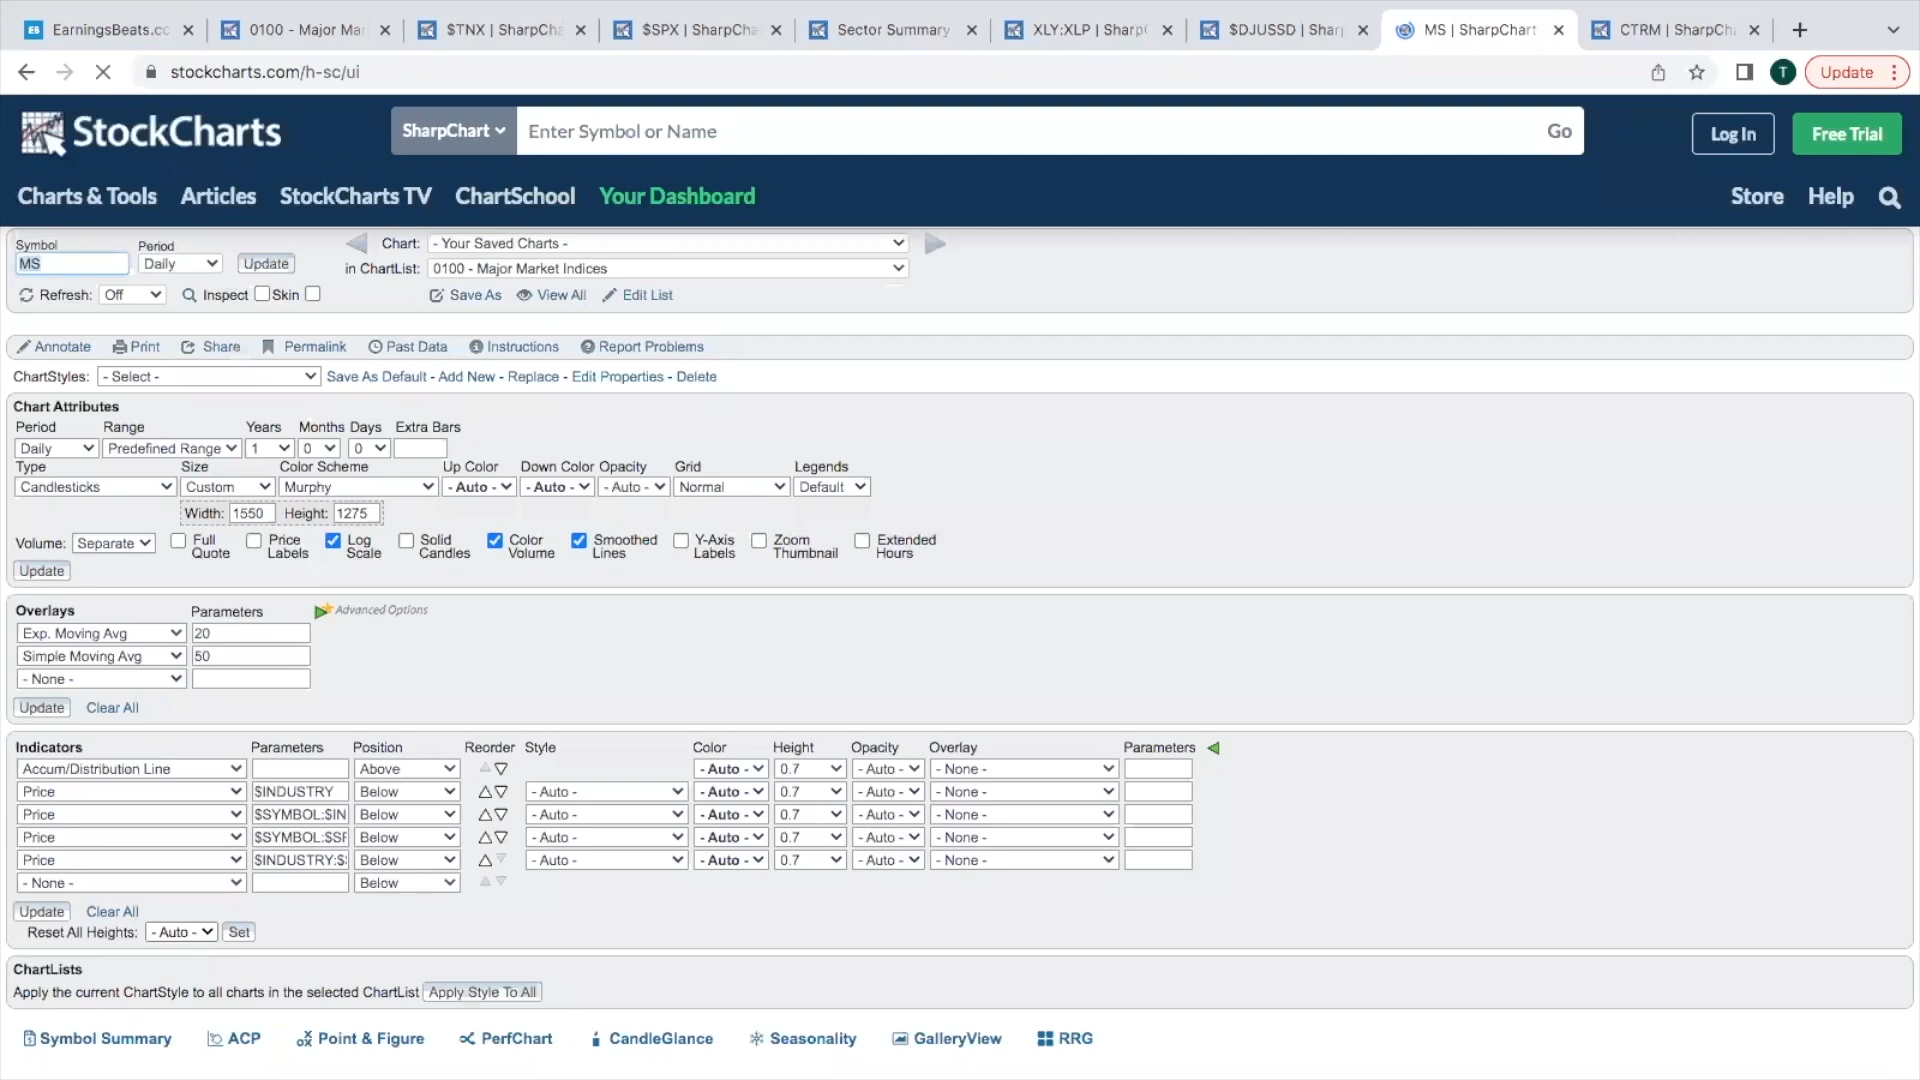 EarningsBeats.cc
0100 - Major Mar
$TNX | SharpCha
$SPX | SharpCha
Sector Summary
XLY:XLP | SharpC
$DJUSSD | Sharp
MS | SharpChart
CTRM | SharpCha
stockcharts.com/h-sc/ui
T
Update
StockCharts
SharpChart
Enter Symbol or Name
Go
Log In
Free Trial
Charts & Tools
Articles
StockCharts TV
ChartSchool
Your Dashboard
Store
Help
Symbol
Period
Chart: - Your Saved Charts -
MS
Daily
Update
in ChartList: 0100 - Major Market Indices
Refresh: Off
Inspect
Skin
Save As
View All
Edit List
Annotate
Print
Share
Permalink
Past Data
Instructions
Report Problems
ChartStyles: - Select -
Save As Default - Add New - Replace - Edit Properties - Delete
Chart Attributes
Period Range Years Months Days Extra Bars
Daily Predefined Range 1 0 0
Type Size Color Scheme Up Color Down Color Opacity Grid Legends
Candlesticks Custom Murphy - Auto - - Auto - - Auto - Normal Default
Width: 1550 Height: 1275
Volume: Separate Full Quote Price Labels Log Scale Solid Candles Color Volume Smoothed Lines Y-Axis Labels Zoom Thumbnail Extended Hours
Update
Overlays Parameters Advanced Options
Exp. Moving Avg 20
Simple Moving Avg 50
- None -
Update Clear All
Indicators Parameters Position Reorder Style Color Height Opacity Overlay Parameters
Accum/Distribution Line Above - Auto - 0.7 - Auto - - None -
Price $INDUSTRY Below - Auto - - Auto - 0.7 - Auto - - None -
Price $SYMBOL:$IN Below - Auto - - Auto - 0.7 - Auto - - None -
Price $SYMBOL:$SP Below - Auto - - Auto - 0.7 - Auto - - None -
Price $INDUSTRY:$ Below - Auto - - Auto - 0.7 - Auto - - None -
- None - Below
Update Clear All
Reset All Heights: - Auto - Set
ChartLists
Apply the current ChartStyle to all charts in the selected ChartList Apply Style To All
Symbol Summary
ACP
Point & Figure
PerfChart
CandleGlance
Seasonality
GalleryView
RRG